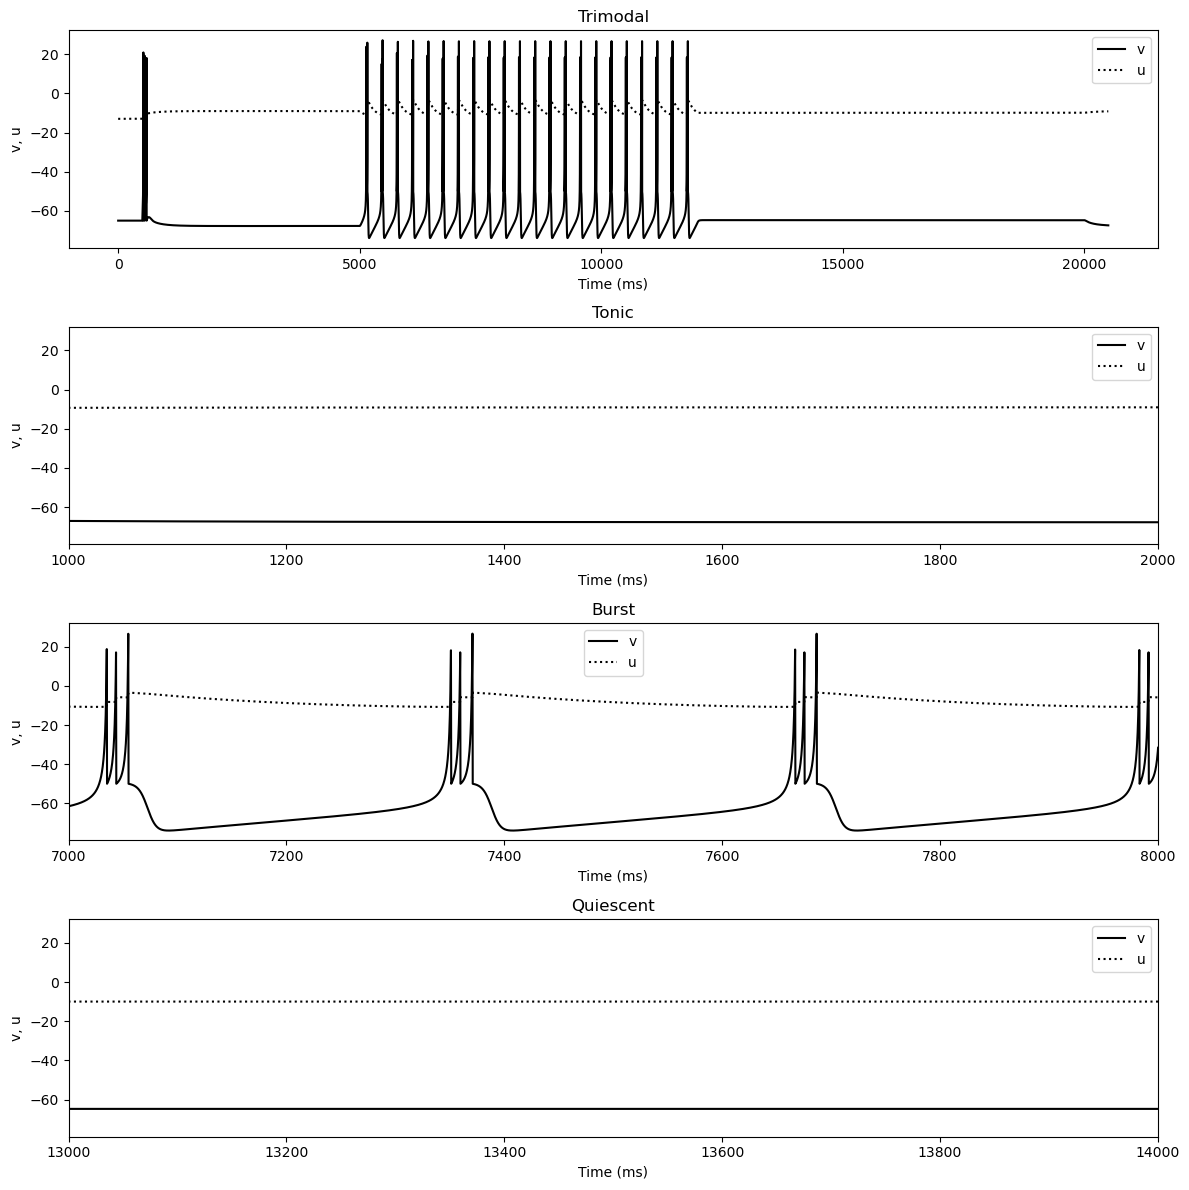 Trimodal
20
0
−20
−40
−60
v, u
v
u
0
5000
10000
15000
20000
Time (ms)
Tonic
20
0
−20
−40
−60
v, u
v
u
1000
1200
1400
1600
1800
2000
Time (ms)
Burst
20
0
−20
−40
−60
v, u
v
u
7000
7200
7400
7600
7800
8000
Time (ms)
Quiescent
20
0
−20
−40
−60
v, u
v
u
13000
13200
13400
13600
13800
14000
Time (ms)